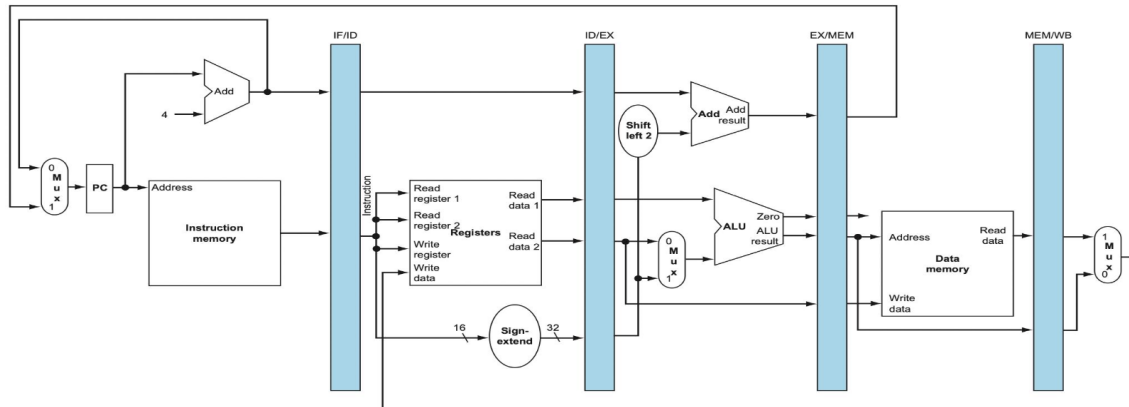 IF/ID
ID/EX
EX/MEM
MEM/WB
Add
4
Shift
left 2
Add
Add
result
0
M
u
x
1
PC
Address
Instruction
memory
Instruction
Read
register 1
Read
register 2
Registers
Write
register
Write
data
Read
data 1
Read
data 2
0
M
u
x
1
Zero
ALU
ALU
result
Address
Read
data
Data
memory
Write
data
1
M
u
x
0
16
Sign-
extend
32